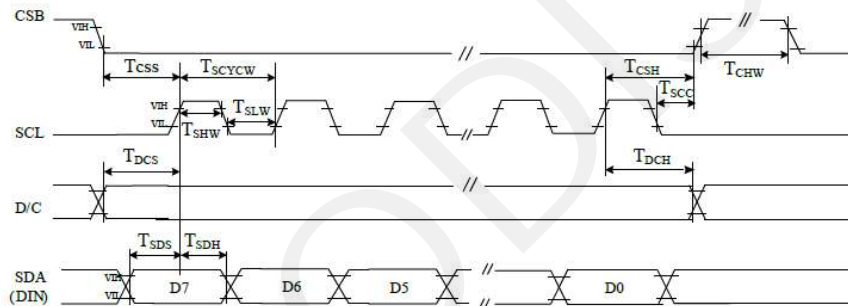 CSB
VIH
VIL
Tcss
TSCYCW
TCSH
TCHW
TSCC
SCL
VIH
VIL
TSHW
TSLW
TDCS
TDCH
D/C
TSDS
TSDH
SDA
(DIN)
VIH
VIL
D7
D6
D5
D0